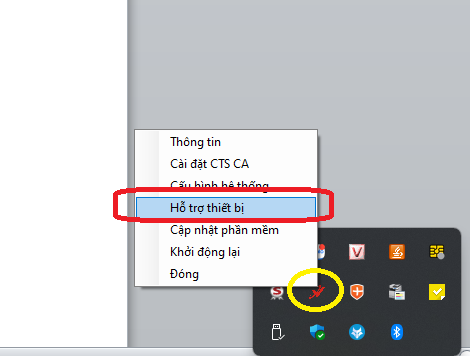 Thông tin
Cài đặt CTS CA
Cấu hình hệ thống
Hỗ trợ thiết bị
Cập nhật phần mềm
Khởi động lại
Đóng